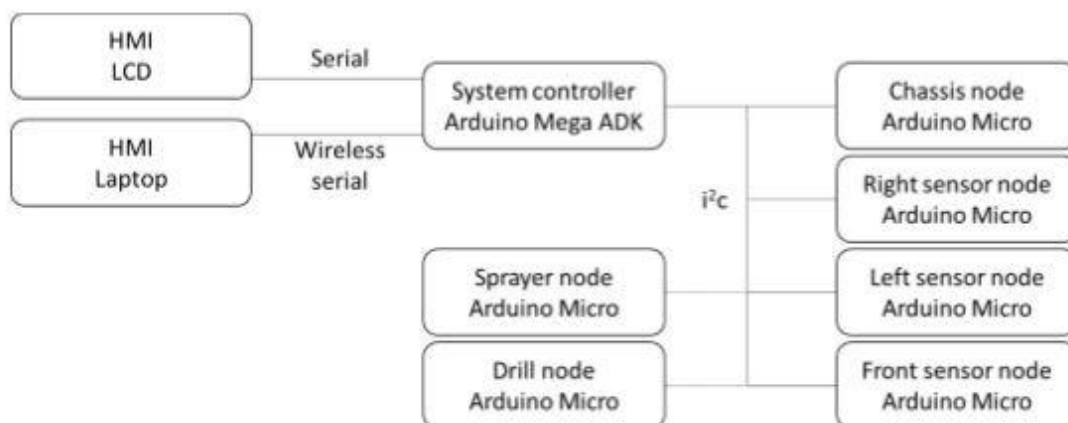 HMI
LCD
Serial
System controller
Arduino Mega ADK
Chassis node
Arduino Micro
HMI
Laptop
Wireless
serial
Right sensor node
Arduino Micro
i²c
Sprayer node
Arduino Micro
Left sensor node
Arduino Micro
Drill node
Arduino Micro
Front sensor node
Arduino Micro